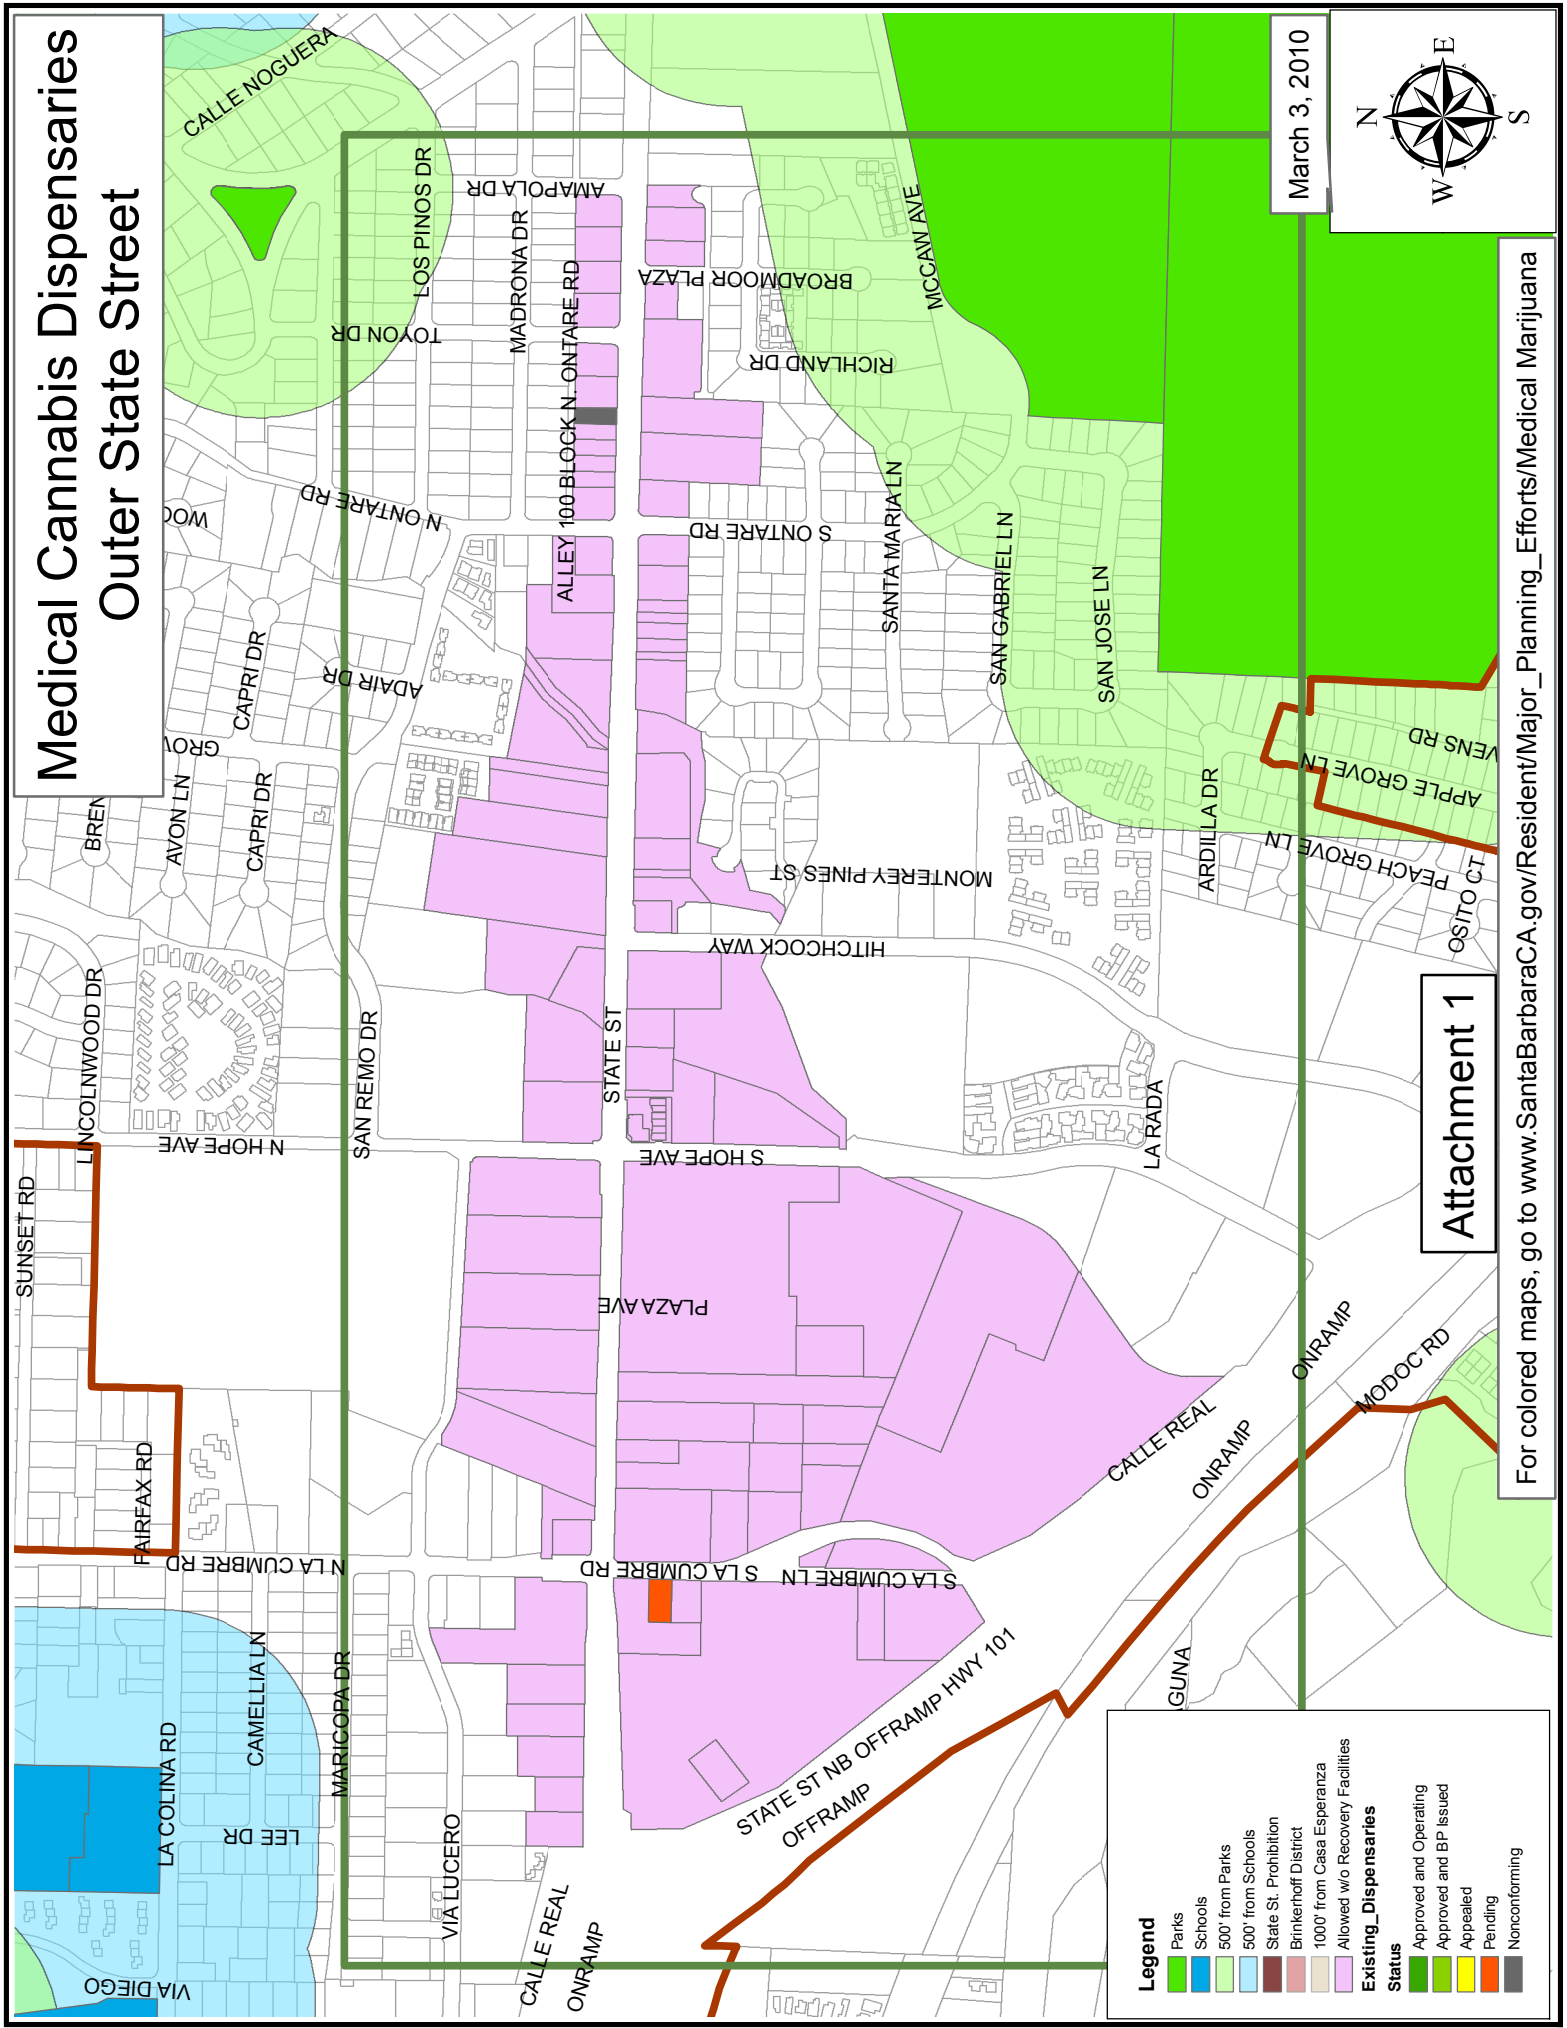 Medical Cannabis Dispensaries
Outer State Street
March 3, 2010
N
E
S
W
CALLE NOGUERA
LOS PINOS DR
AMAPOLA DR
MADRONA DR
TOYON DR
ALLEY 100 BLOCK N. ONTARE RD
BROADMOOR PLAZA
RICHLAND DR
MCCAW AVE
N ONTARE RD
S ONTARE RD
SANTA MARIA LN
SAN GABRIEL LN
SAN JOSE LN
WOO
CAPRI DR
ADAIR DR
GROV
BREN
AVON LN
CAPRI DR
MONTEREY PINES ST
ARDILLA DR
APPLE GROVE LN
VENS RD
PEACH GROVE LN
OSITO CT
HITCHCOCK WAY
LINCOLNWOOD DR
SAN REMO DR
STATE ST
N HOPE AVE
S HOPE AVE
LA RADA
SUNSET RD
PLAZA AVE
FAIRFAX RD
N LA CUMBRE RD
S LA CUMBRE RD
S LA CUMBRE LN
CALLE REAL
ONRAMP
ONRAMP
MODOC RD
CAMELLIA LN
MARICOPA DR
LA COLINA RD
LEE DR
VIA LUCERO
VIA DIEGO
CALLE REAL
ONRAMP
STATE ST NB OFFRAMP HWY 101
OFFRAMP
AGUNA
Attachment 1
Legend
Parks
Schools
500' from Parks
500' from Schools
State St. Prohibition
Brinkerhoff District
1000' from Casa Esperanza
Allowed w/o Recovery Facilities
Existing_Dispensaries
Status
Approved and Operating
Approved and BP Issued
Appealed
Pending
Nonconforming
For colored maps, go to www.SantaBarbaraCA.gov/Resident/Major_Planning_Efforts/Medical Marijuana